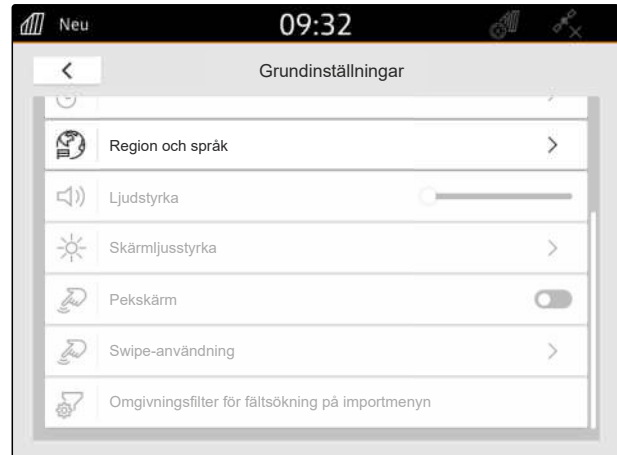 Neu
09:32
Grundinställningar
Region och språk
Ljudstyrka
Skärmljusstyrka
Pekskärm
Swipe-användning
Omgivningsfilter för fältsökning på importmenyn